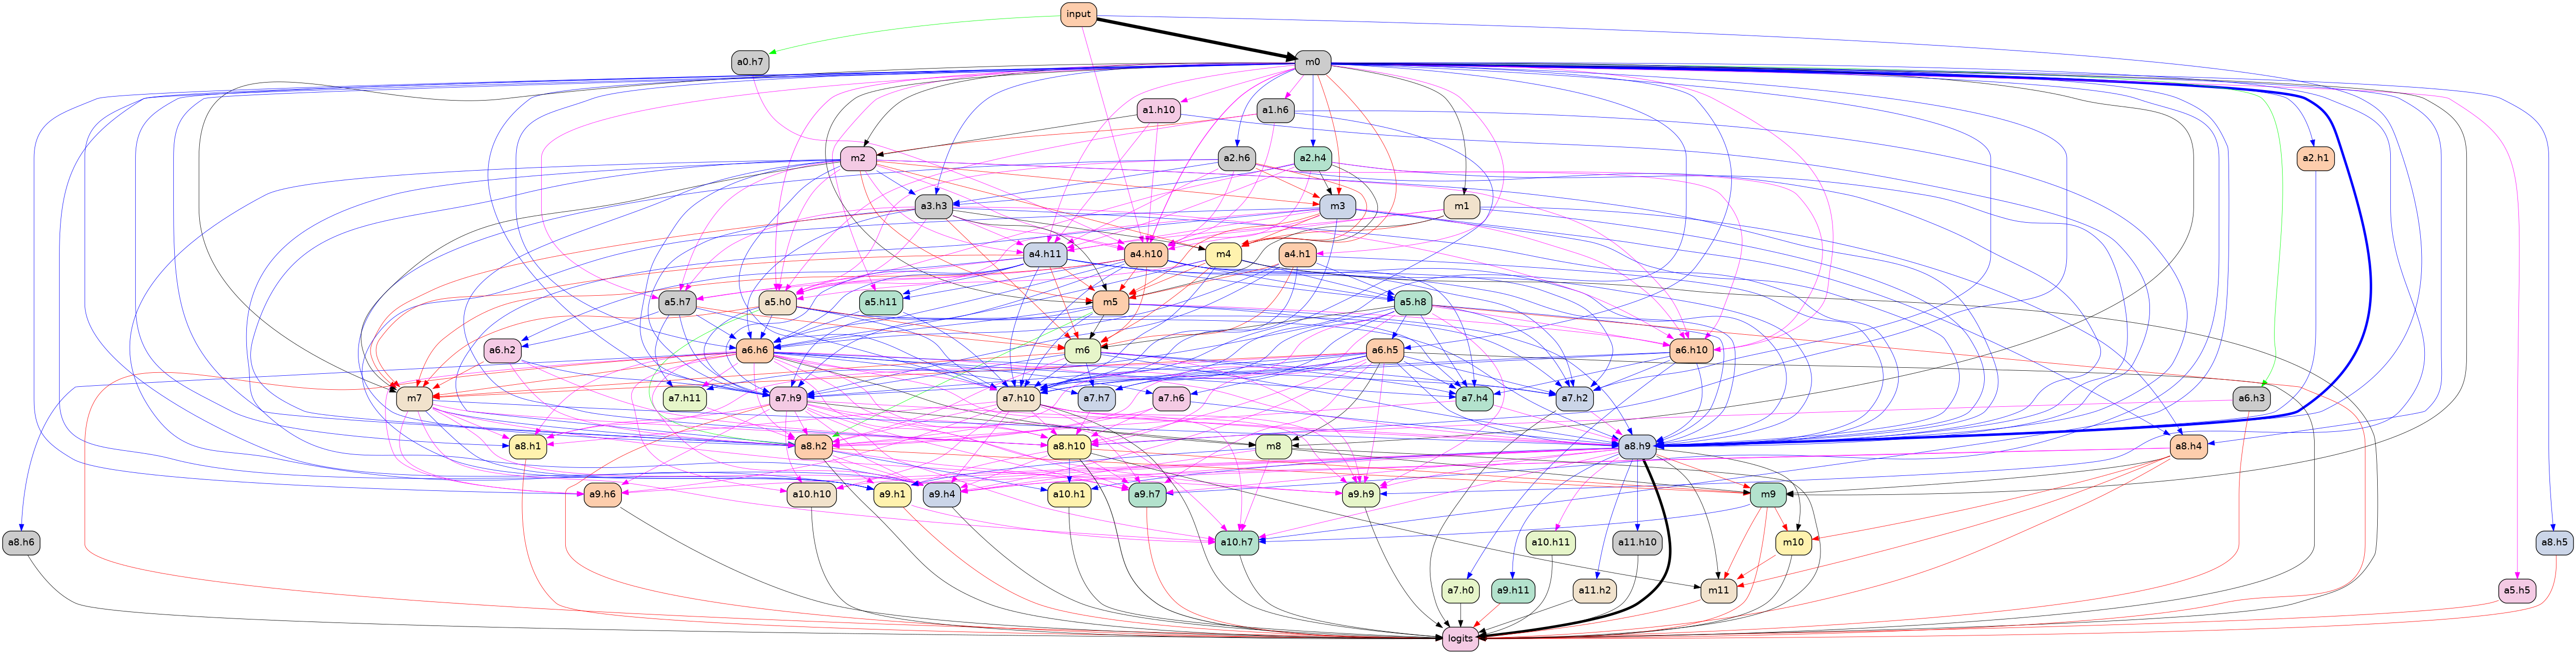 input
a0.h7 m0
a1.h10 a1.h6
m2 a2.h6 a2.h4 a2.h1
a3.h3 m3 m1
a4.h11 a4.h10 m4 a4.h1
a5.h7 a5.h0 a5.h11 m5 a5.h8
a6.h2 a6.h6 m6 a6.h5 a6.h10
m7 a7.h11 a7.h9 a7.h10 a7.h7 a7.h6 a7.h4 a7.h2 a6.h3
a8.h1 a8.h2 a8.h10 m8 a8.h9 a8.h4
a9.h6 a10.h10 a9.h1 a9.h4 a10.h1 a9.h7 a9.h9 m9
a8.h6 a10.h7 a10.h11 a11.h10 m10 a8.h5
a7.h0 a9.h11 a11.h2 m11 a5.h5
logits